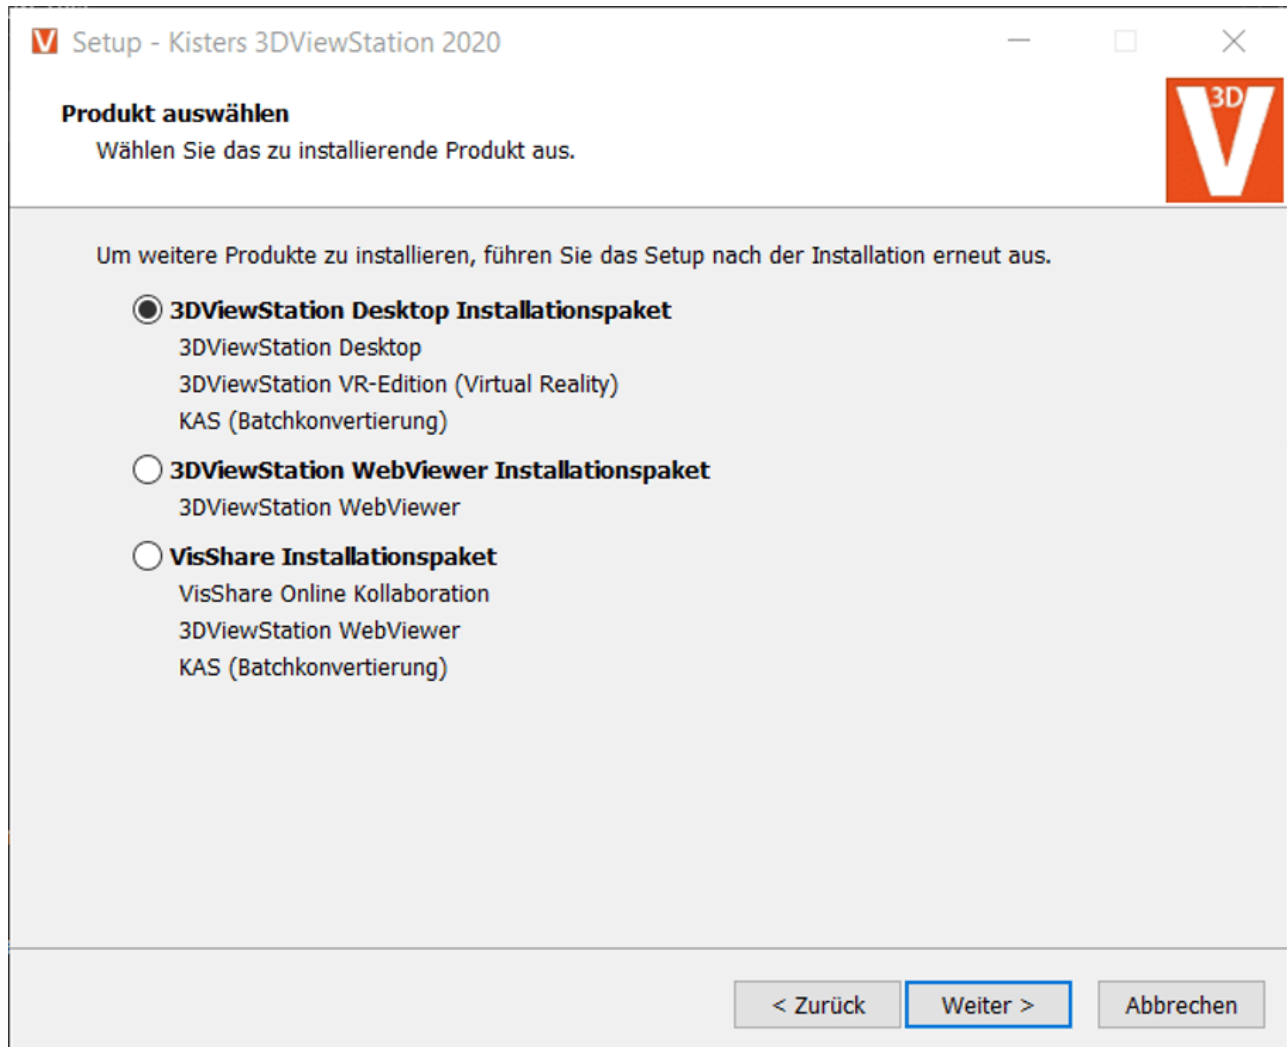 Setup - Kisters 3DViewStation 2020
Produkt auswählen
Wählen Sie das zu installierende Produkt aus.
3D
V
Um weitere Produkte zu installieren, führen Sie das Setup nach der Installation erneut aus.
3DViewStation Desktop Installationspaket
3DViewStation Desktop
3DViewStation VR-Edition (Virtual Reality)
KAS (Batchkonvertierung)
3DViewStation WebViewer Installationspaket
3DViewStation WebViewer
VisShare Installationspaket
VisShare Online Kollaboration
3DViewStation WebViewer
KAS (Batchkonvertierung)
< Zurück
Weiter >
Abbrechen